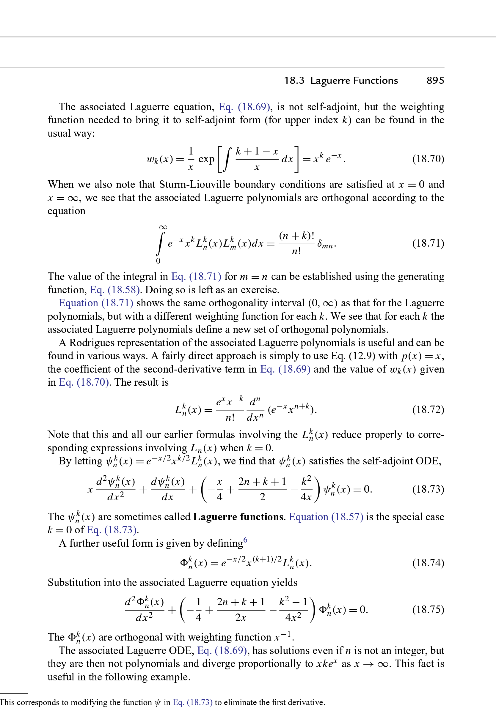 18.3 Laguerre Functions 895
The associated Laguerre equation, Eq. (18.69), is not self-adjoint, but the weighting
function needed to bring it to self-adjoint form (for upper index k) can be found in the
usual way:
w_k(x) = 1/x exp[∫ (k + 1 − x)/x dx] = x^k e^{−x}. (18.70)
When we also note that Sturm-Liouville boundary conditions are satisfied at x = 0 and
x = ∞, we see that the associated Laguerre polynomials are orthogonal according to the
equation
∫_0^∞ e^{−x} x^k L_n^k(x) L_m^k(x) dx = (n + k)!/n! δ_{mn}. (18.71)
The value of the integral in Eq. (18.71) for m = n can be established using the generating
function, Eq. (18.58). Doing so is left as an exercise.
Equation (18.71) shows the same orthogonality interval (0, ∞) as that for the Laguerre
polynomials, but with a different weighting function for each k. We see that for each k the
associated Laguerre polynomials define a new set of orthogonal polynomials.
A Rodrigues representation of the associated Laguerre polynomials is useful and can be
found in various ways. A fairly direct approach is simply to use Eq. (12.9) with p(x) = x,
the coefficient of the second-derivative term in Eq. (18.69) and the value of w_k(x) given
in Eq. (18.70). The result is
L_n^k(x) = e^x x^{−k}/n! d^n/dx^n (e^{−x} x^{n+k}). (18.72)
Note that this and all our earlier formulas involving the L_n^k(x) reduce properly to corre-
sponding expressions involving L_n(x) when k = 0.
By letting ψ_n^k(x) = e^{−x/2} x^{k/2} L_n^k(x), we find that ψ_n^k(x) satisfies the self-adjoint ODE,
x d²ψ_n^k(x)/dx² + dψ_n^k(x)/dx + (−x/4 + (2n + k + 1)/2 − k²/4x) ψ_n^k(x) = 0. (18.73)
The ψ_n^k(x) are sometimes called Laguerre functions. Equation (18.57) is the special case
k = 0 of Eq. (18.73).
A further useful form is given by defining⁶
Φ_n^k(x) = e^{−x/2} x^{(k+1)/2} L_n^k(x). (18.74)
Substitution into the associated Laguerre equation yields
d²Φ_n^k(x)/dx² + (−1/4 + (2n + k + 1)/2x − (k² − 1)/4x²) Φ_n^k(x) = 0. (18.75)
The Φ_n^k(x) are orthogonal with weighting function x^{−1}.
The associated Laguerre ODE, Eq. (18.69), has solutions even if n is not an integer, but
they are then not polynomials and diverge proportionally to xke^x as x → ∞. This fact is
useful in the following example.
This corresponds to modifying the function ψ in Eq. (18.73) to eliminate the first derivative.